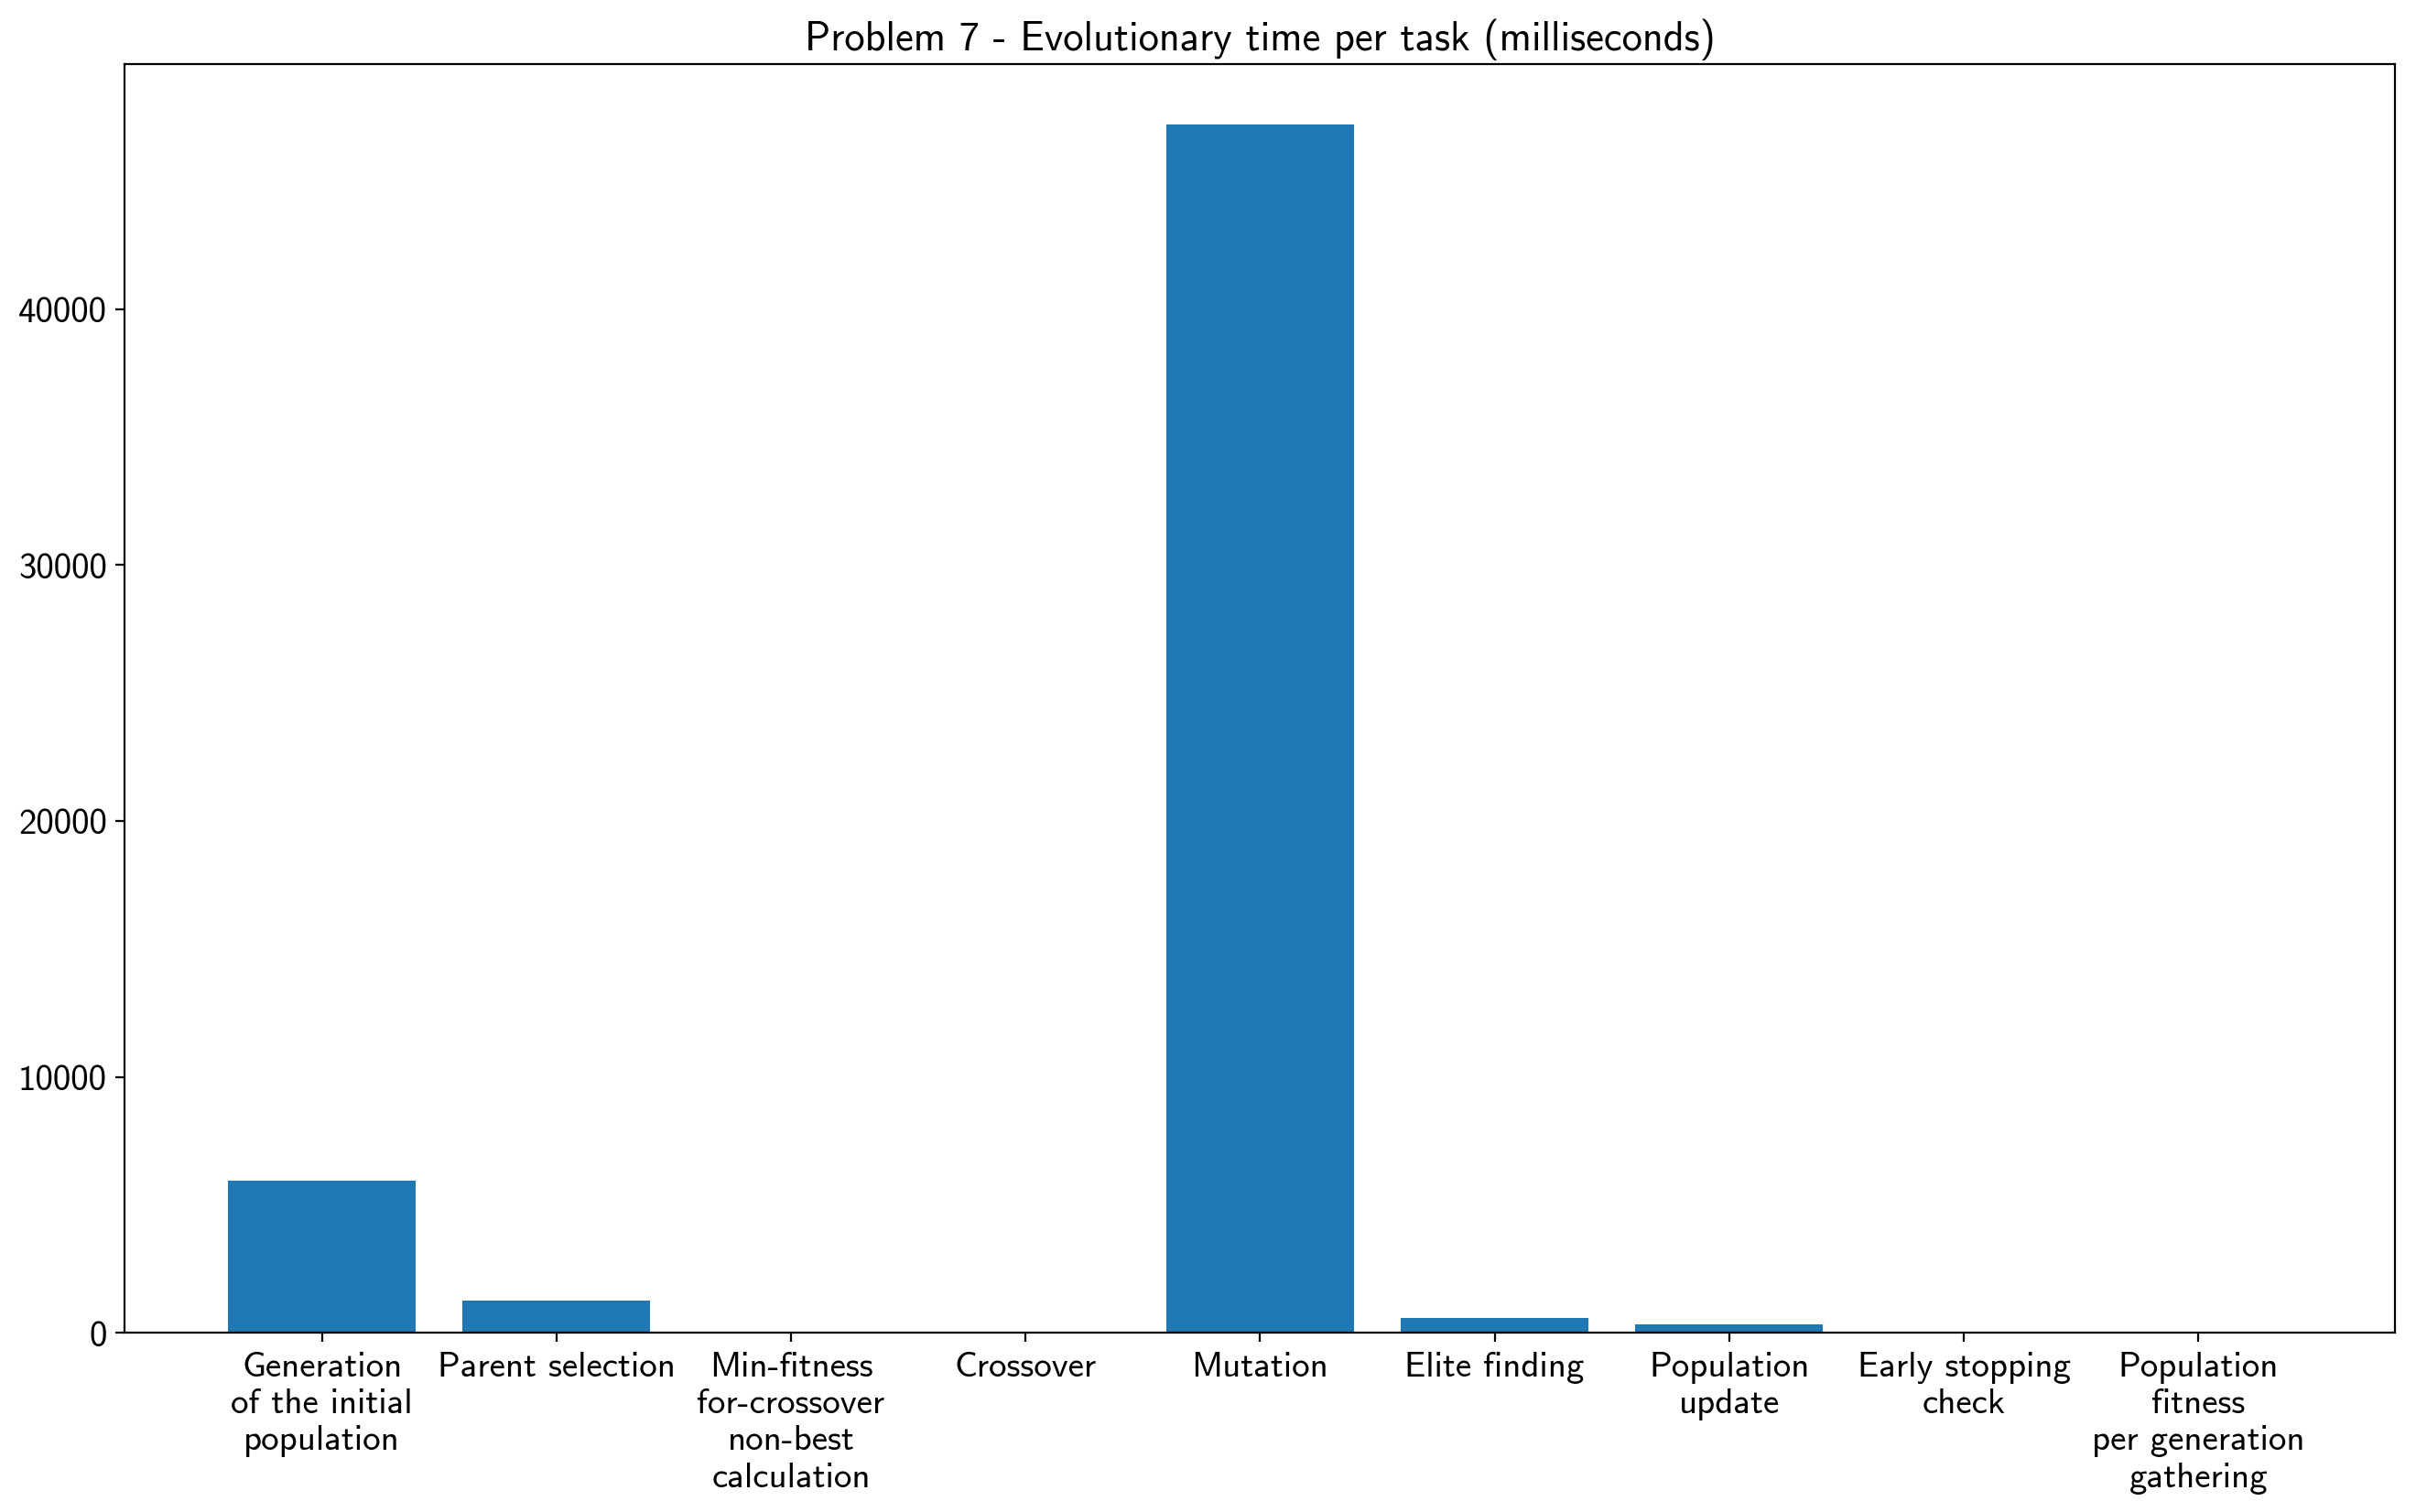 Problem 7 - Evolutionary time per task (milliseconds)
40000
30000
20000
10000
0
Generation
of the initial
population
Parent selection
Min-fitness
for-crossover
non-best
calculation
Crossover
Mutation
Elite finding
Population
update
Early stopping
check
Population
fitness
per generation
gathering